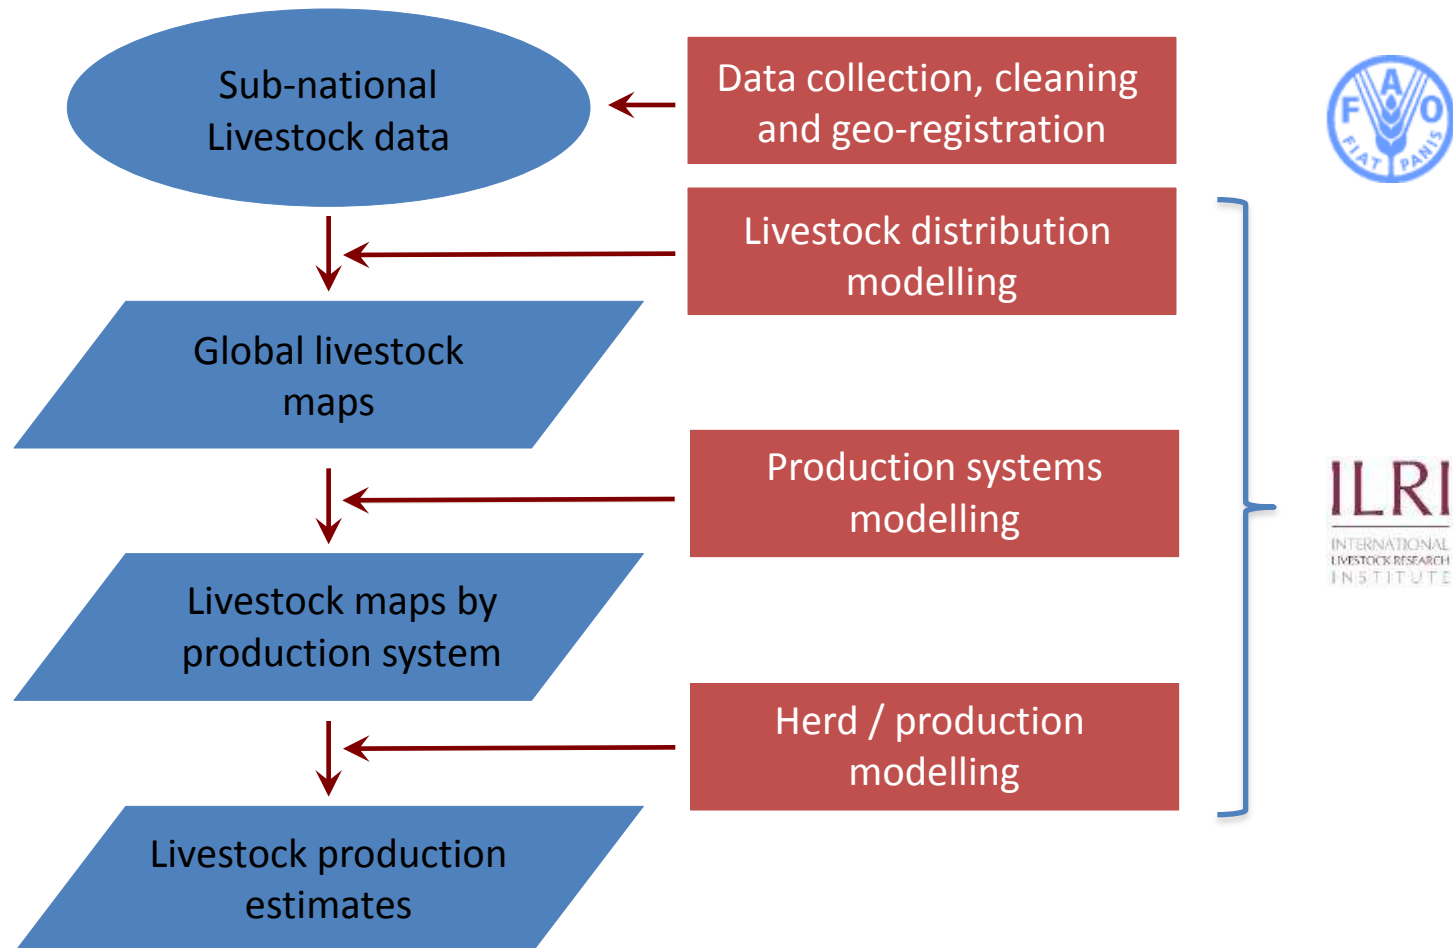 Sub-national
Livestock data
Data collection, cleaning
and geo-registration
F A O
FIAT PANIS
Livestock distribution
modelling
Global livestock
maps
Production systems
modelling
ILRI
INTERNATIONAL
LIVESTOCK RESEARCH
INSTITUTE
Livestock maps by
production system
Herd / production
modelling
Livestock production
estimates